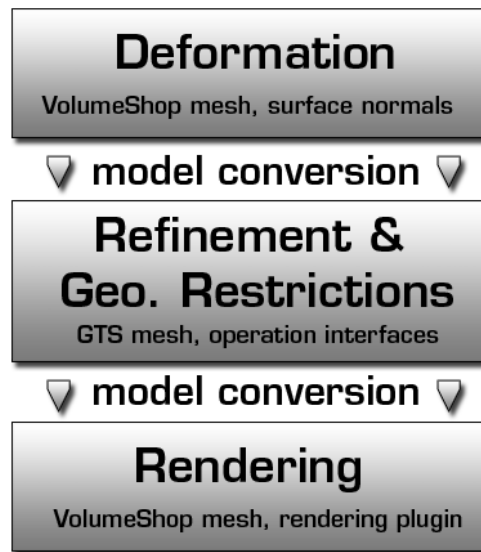 Deformation
VolumeShop mesh, surface normals
model conversion
Refinement &
Geo. Restrictions
GTS mesh, operation interfaces
model conversion
Rendering
VolumeShop mesh, rendering plugin